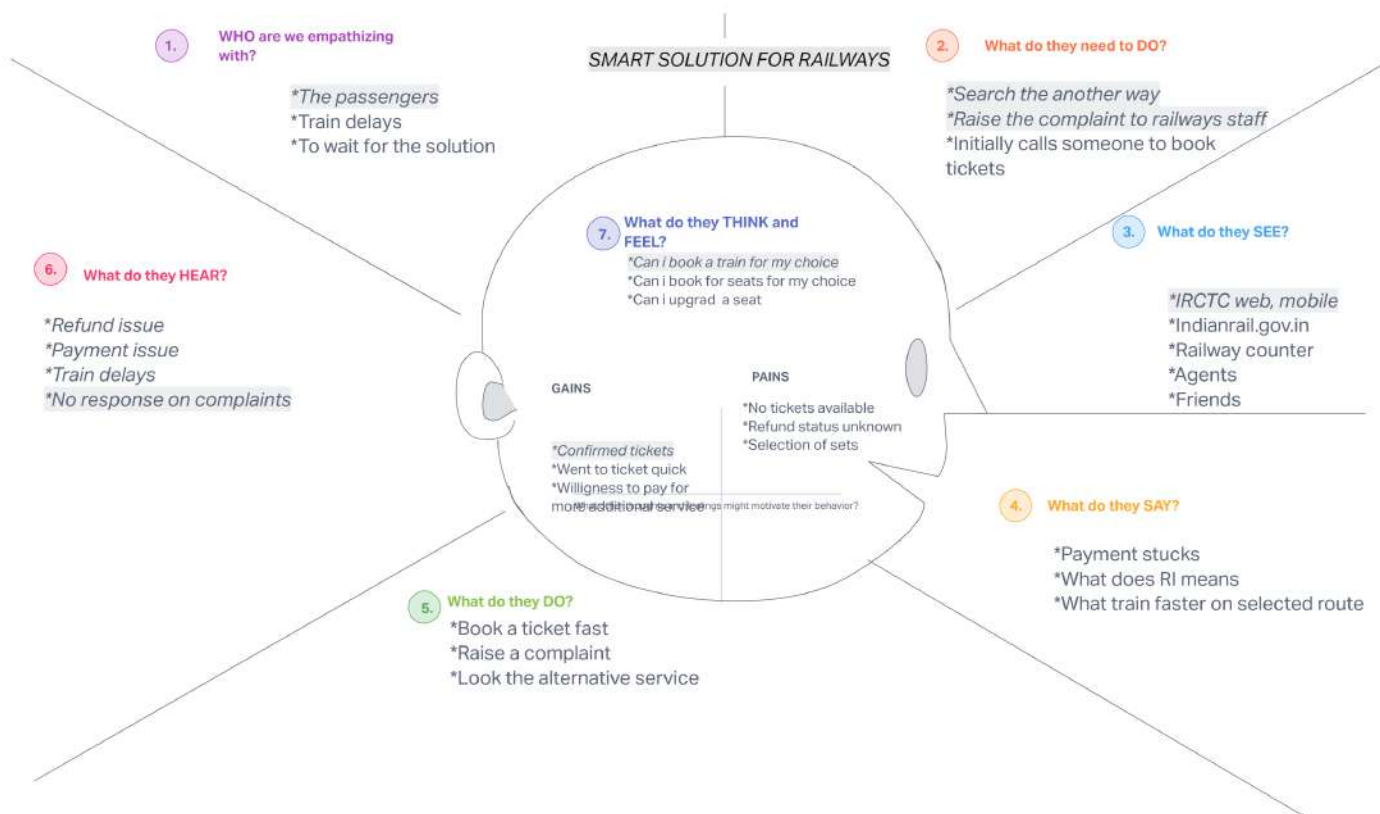 SMART SOLUTION FOR RAILWAYS
1.
WHO are we empathizing
with?
*The passengers
*Train delays
*To wait for the solution
2.
What do they need to DO?
*Search the another way
*Raise the complaint to railways staff
*Initially calls someone to book
tickets
3.
What do they SEE?
*IRCTC web, mobile
*Indianrail.gov.in
*Railway counter
*Agents
*Friends
4.
What do they SAY?
*Payment stucks
*What does RI means
*What train faster on selected route
5.
What do they DO?
*Book a ticket fast
*Raise a complaint
*Look the alternative service
6.
What do they HEAR?
*Refund issue
*Payment issue
*Train delays
*No response on complaints
7.
What do they THINK and
FEEL?
*Can i book a train for my choice
*Can i book for seats for my choice
*Can i upgrad a seat
GAINS
*Confirmed tickets
*Went to ticket quick
*Willigness to pay for
more additional service
PAINS
*No tickets available
*Refund status unknown
*Selection of sets
might motivate their behavior?